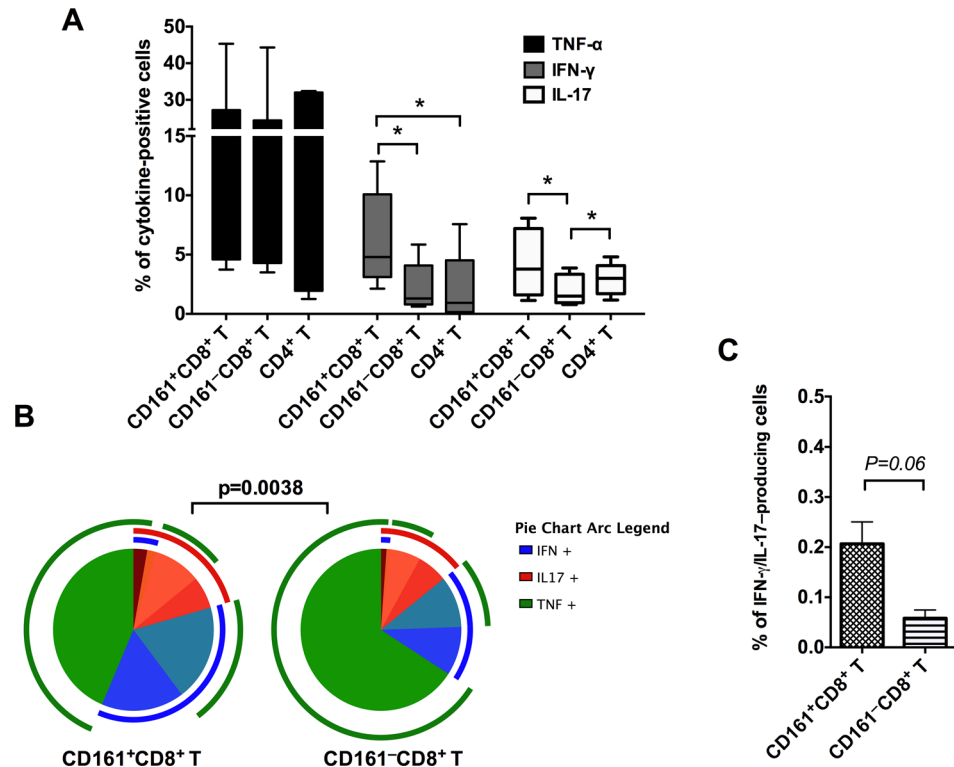 A
% of cytokine-positive cells
50
40
30
15
10
5
0
TNF-α
IFN-γ
IL-17
*
*
*
*
CD161⁺CD8⁺ T
CD161⁻CD8⁺ T
CD4⁺ T
CD161⁺CD8⁺ T
CD161⁻CD8⁺ T
CD4⁺ T
CD161⁺CD8⁺ T
CD161⁻CD8⁺ T
CD4⁺ T
B
p=0.0038
Pie Chart Arc Legend
IFN +
IL17 +
TNF +
CD161⁺CD8⁺ T
CD161⁻CD8⁺ T
C
% of IFN-γ/IL-17–producing cells
0.5
0.4
0.3
0.2
0.1
0.0
P=0.06
CD161⁺CD8⁺ T
CD161⁻CD8⁺ T